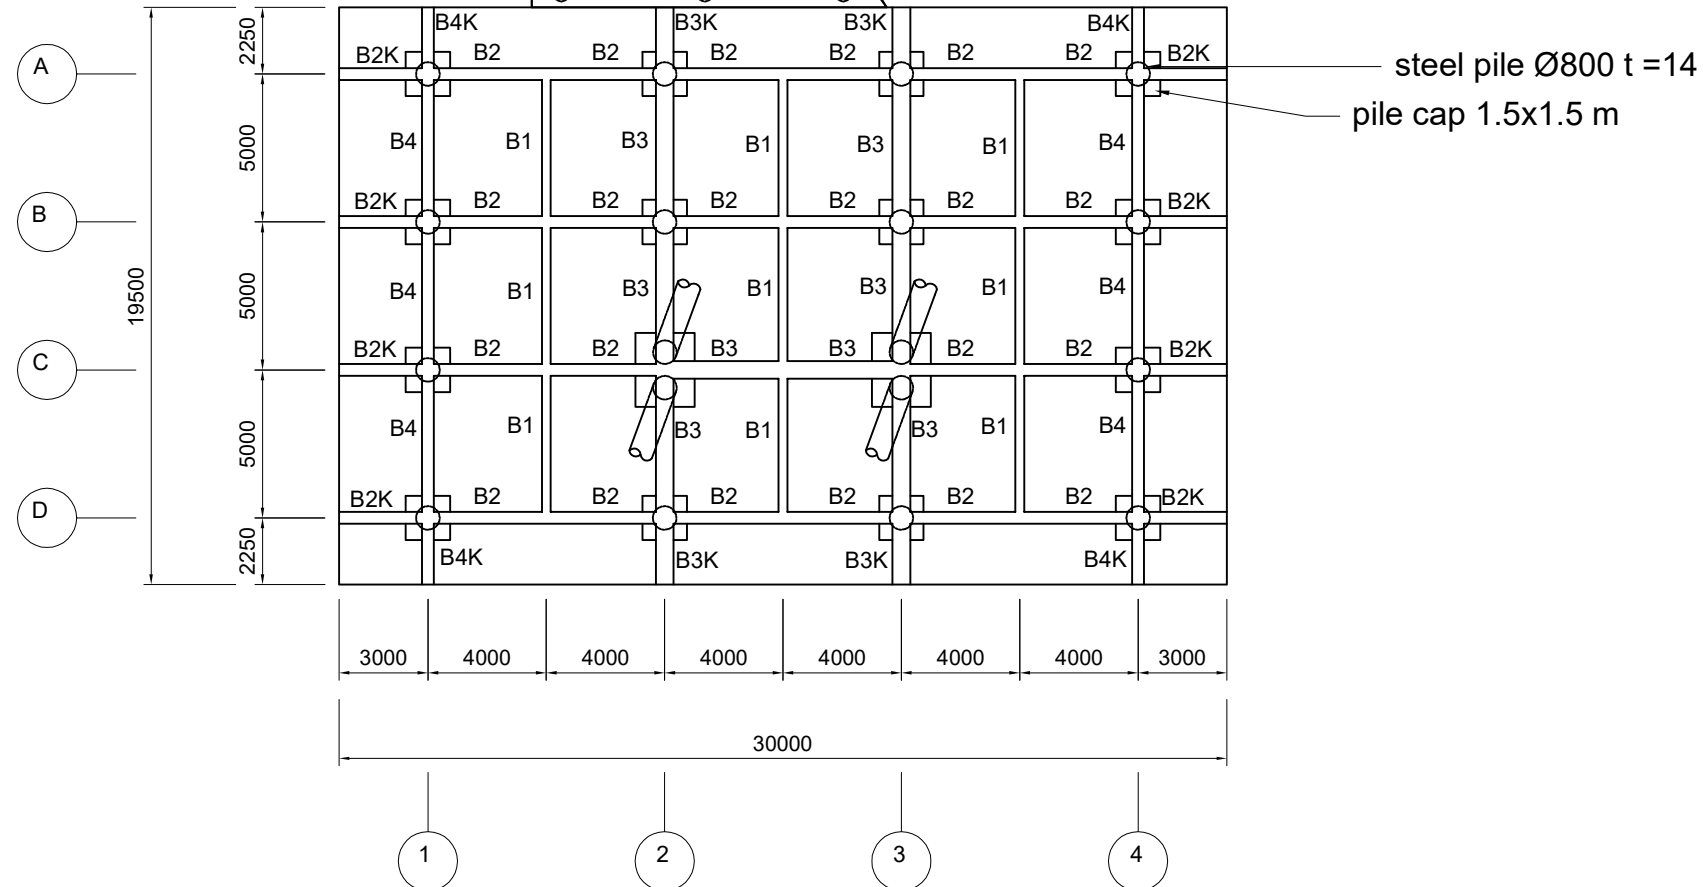 B4K B3K B3K B4K
2250
A B2K B2 B2 B2 B2 B2 B2 B2K
steel pile Ø800 t =14
pile cap 1.5x1.5 m
5000 B4 B1 B3 B1 B3 B1 B4
B B2K B2 B2 B2 B2 B2 B2 B2K
19500 5000 B4 B1 B3 B1 B3 B1 B4
C B2K B2 B2 B3 B3 B2 B2 B2K
5000 B4 B1 B3 B1 B3 B1 B4
D B2K B2 B2 B2 B2 B2 B2 B2K
2250 B4K B3K B3K B4K
3000 4000 4000 4000 4000 4000 4000 3000
30000
1 2 3 4